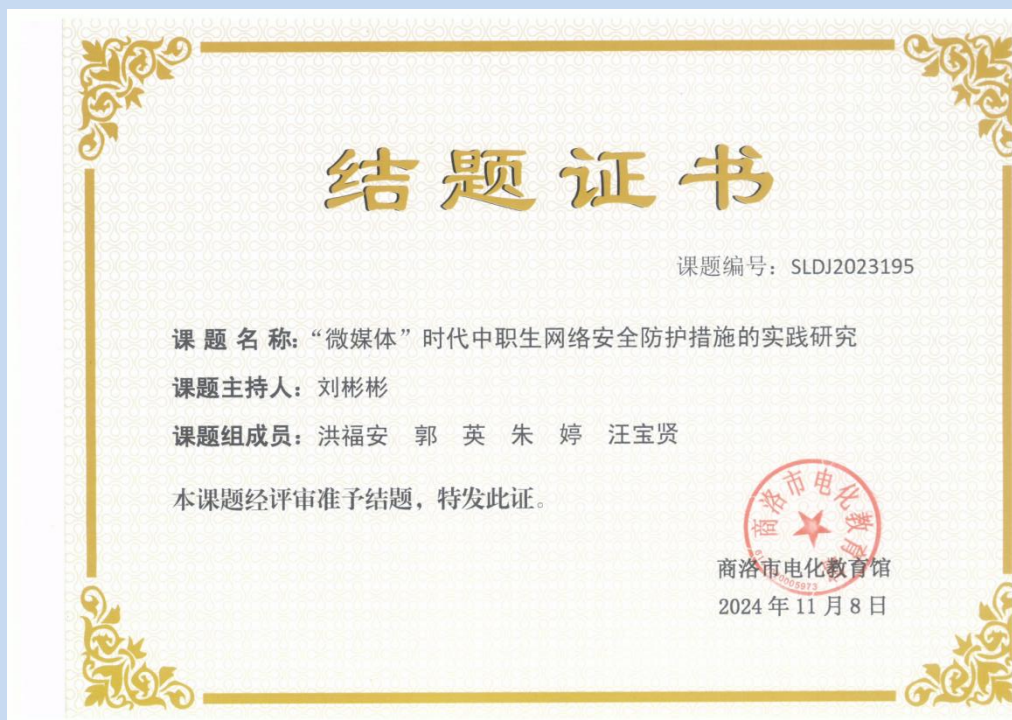 结题证书
课题编号：SLDJ2023195
课题名称：“微媒体”时代中职生网络安全防护措施的实践研究
课题主持人：刘彬彬
课题组成员：洪福安 郭 英 朱 婷 汪宝贤
本课题经评审准予结题，特发此证。
商洛市电化教育馆
商洛市电化教育馆
2024年11月8日